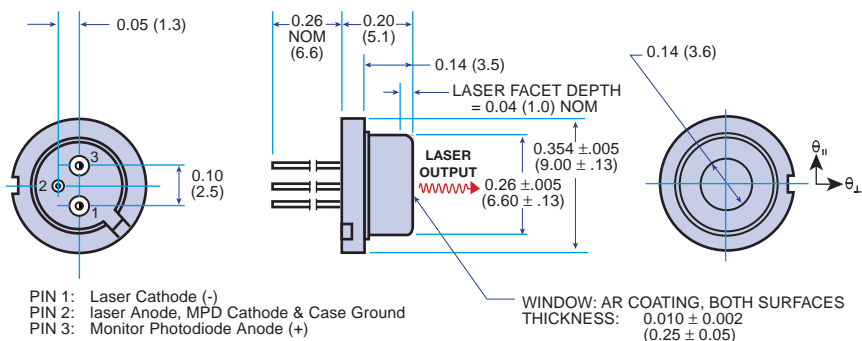 0.05 (1.3)
3
2
1
0.10
(2.5)
PIN 1: Laser Cathode (-)
PIN 2: laser Anode, MPD Cathode & Case Ground
PIN 3: Monitor Photodiode Anode (+)
0.26
NOM
(6.6)
0.20
(5.1)
0.14 (3.5)
LASER FACET DEPTH
= 0.04 (1.0) NOM
LASER
OUTPUT
0.354 ±.005
(9.00 ± .13)
0.26 ±.005
(6.60 ± .13)
0.14 (3.6)
θ||
θ⊥
WINDOW: AR COATING, BOTH SURFACES
THICKNESS: 0.010 ± 0.002
(0.25 ± 0.05)